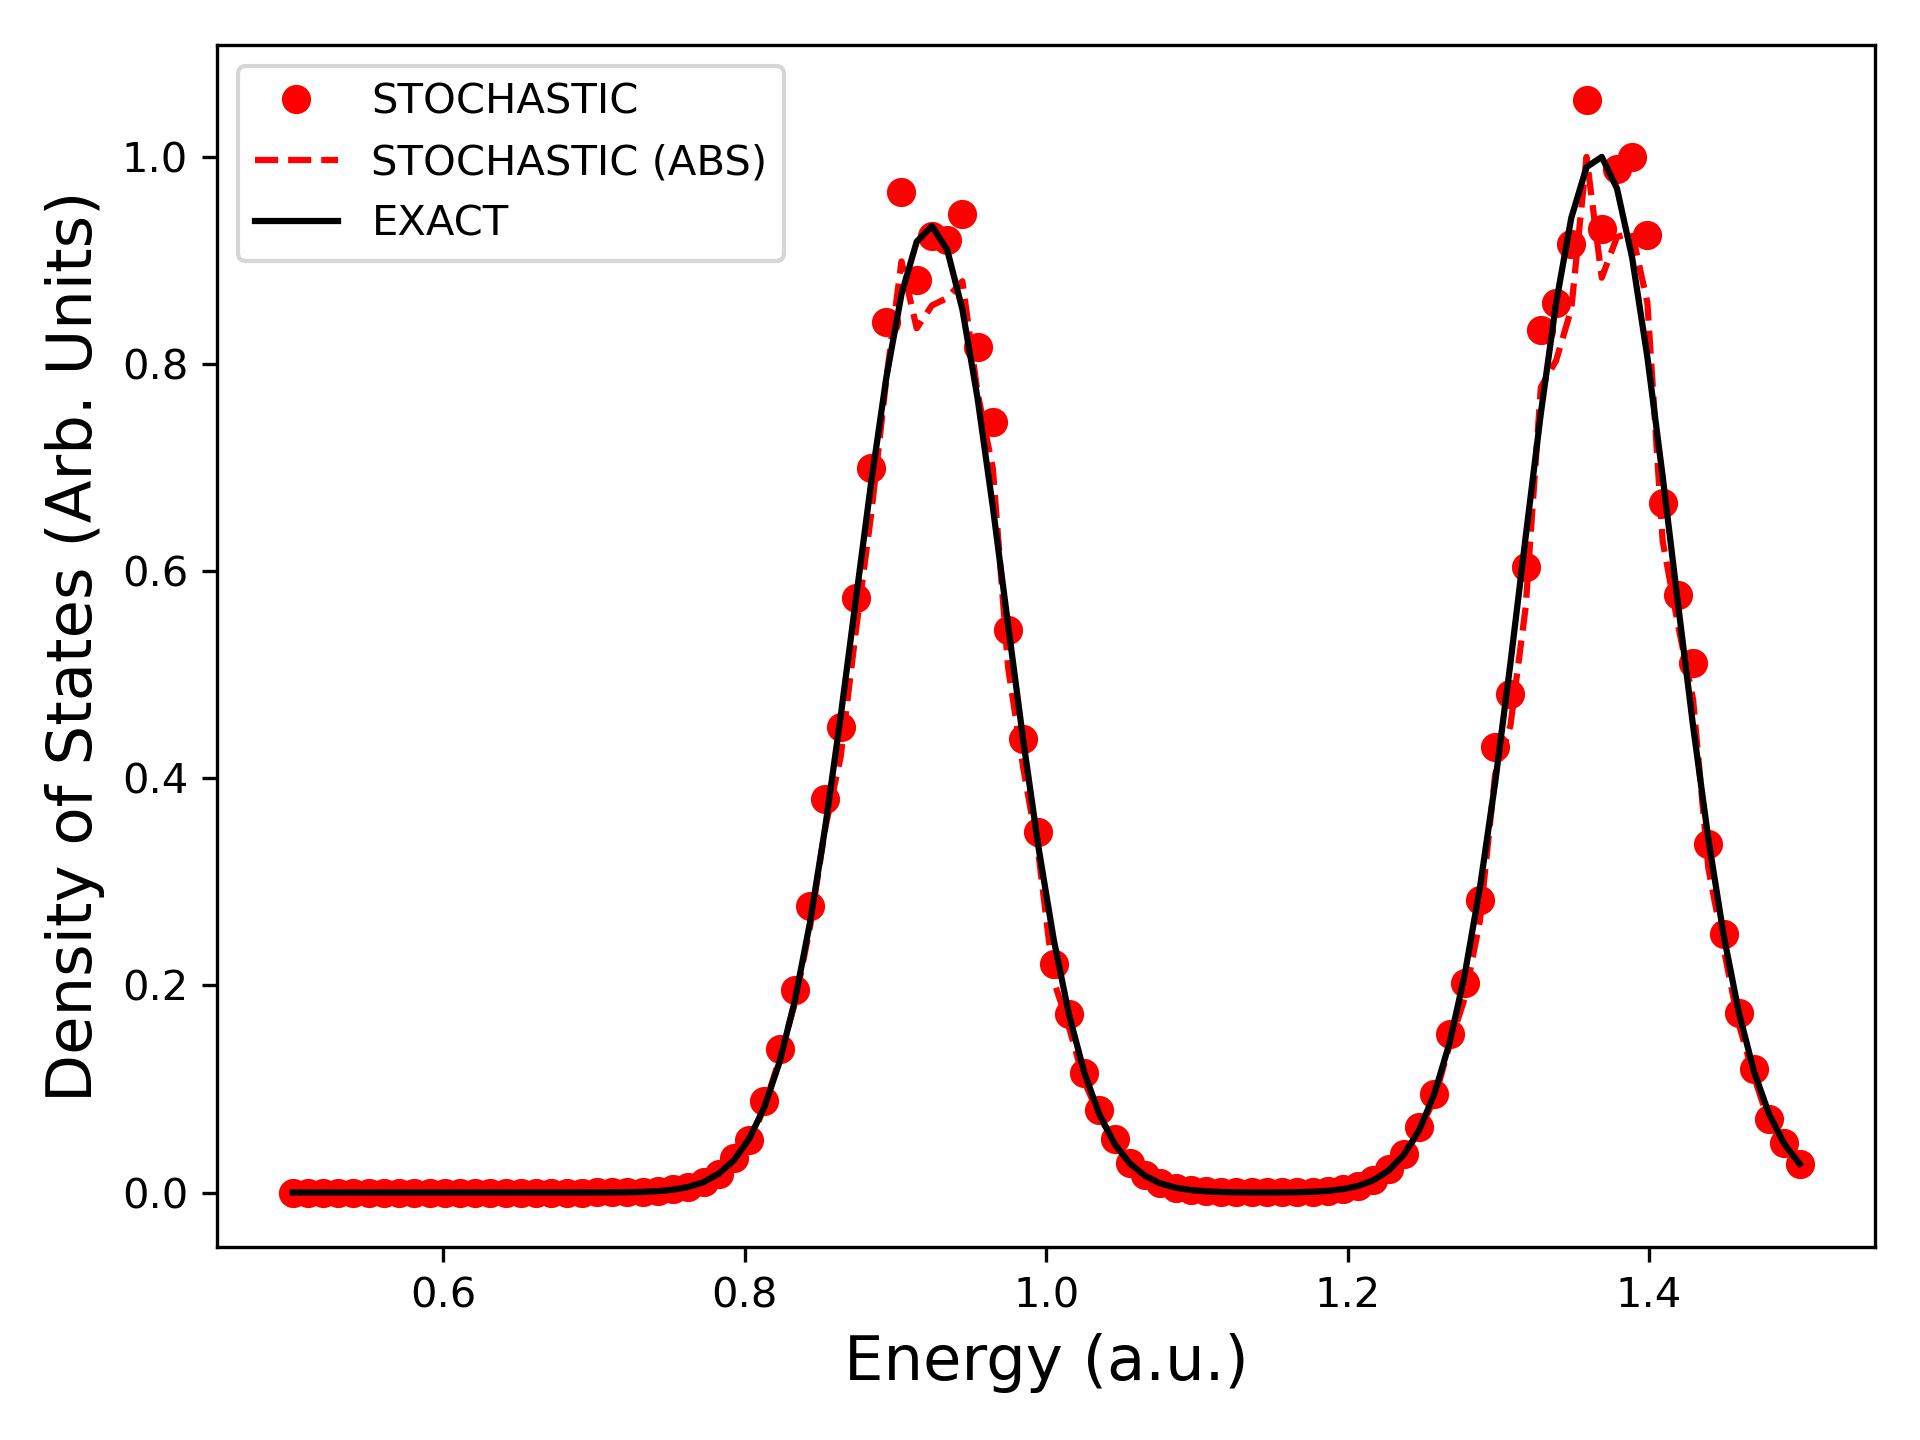 STOCHASTIC
STOCHASTIC (ABS)
EXACT
Density of States (Arb. Units)
1.0
0.8
0.6
0.4
0.2
0.0
0.6 0.8 1.0 1.2 1.4
Energy (a.u.)